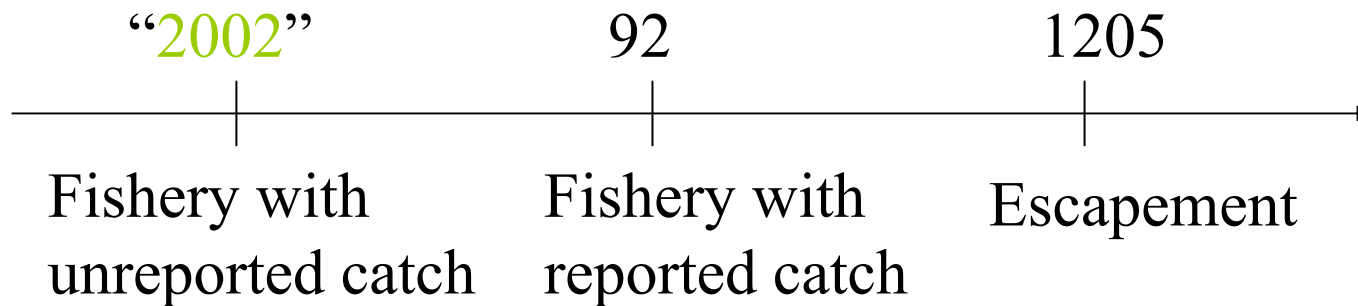 “2002” 92 1205
Fishery with Fishery with Escapement
unreported catch reported catch